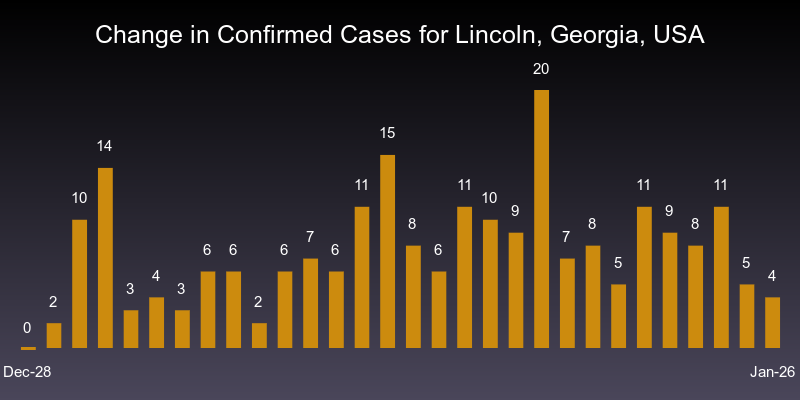 Change in Confirmed Cases for Lincoln, Georgia, USA
0 2 10 14 3 4 3 6 6 2 6 7 6 11 15 8 6 11 10 9 20 7 8 5 11 9 8 11 5 4
Dec-28 Jan-26